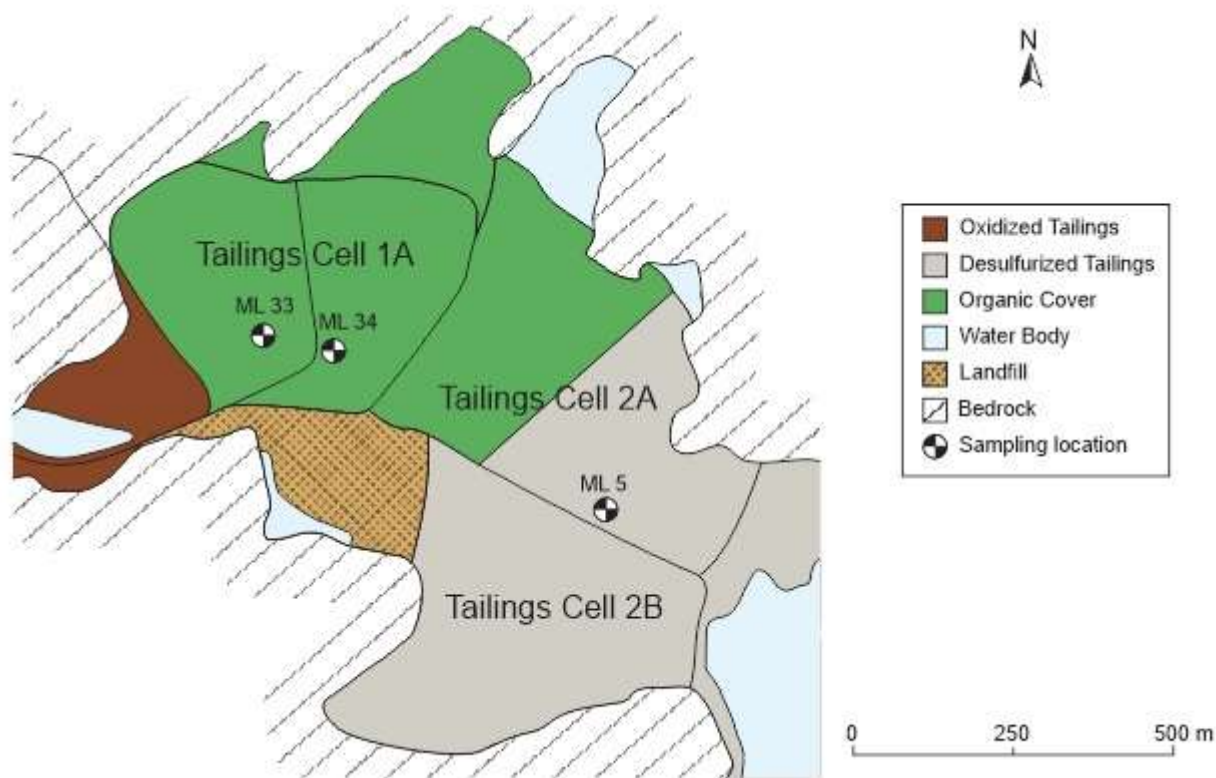 N
Tailings Cell 1A
ML 33
ML 34
Tailings Cell 2A
ML 5
Tailings Cell 2B
Oxidized Tailings
Desulfurized Tailings
Organic Cover
Water Body
Landfill
Bedrock
Sampling location
0 250 500 m